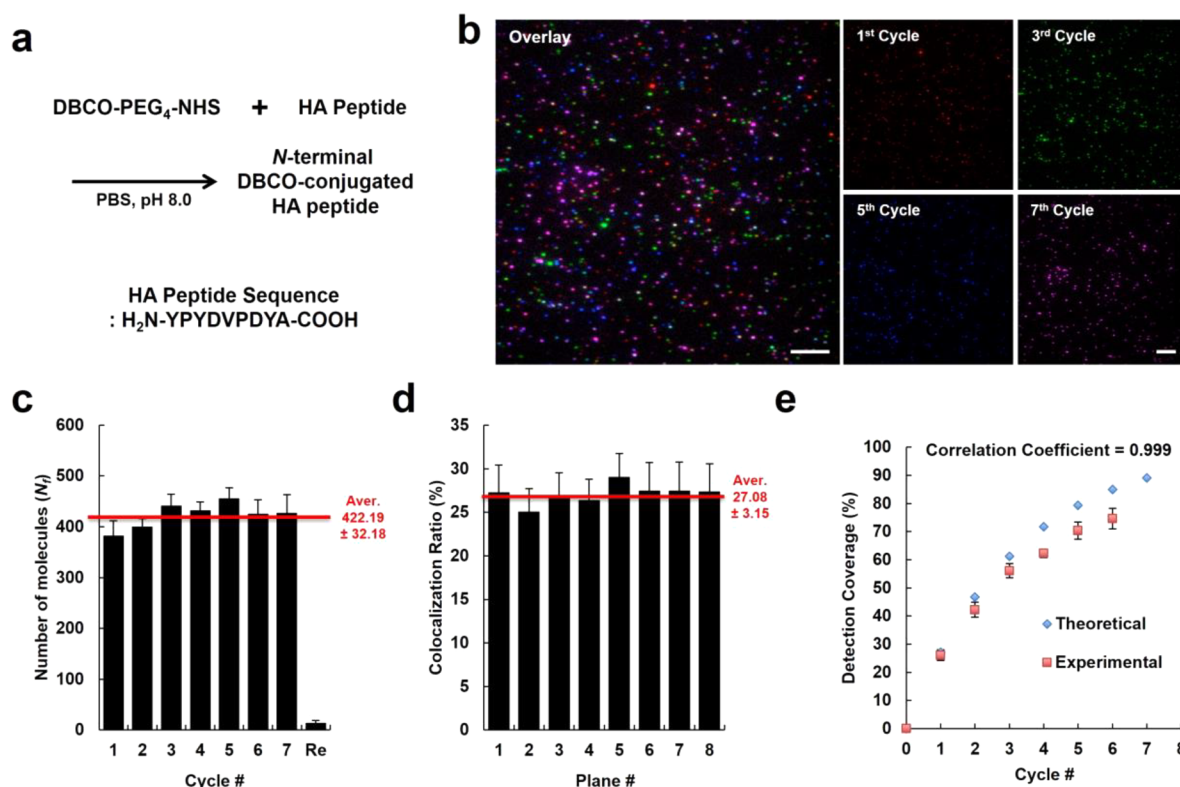 a
DBCO-PEG4-NHS + HA Peptide
N-terminal
DBCO-conjugated
HA peptide
PBS, pH 8.0
HA Peptide Sequence
: H2N-YPYDVPDYA-COOH
b
Overlay
1st Cycle
3rd Cycle
5th Cycle
7th Cycle
c
Number of molecules (Nf)
600
500
400
300
200
100
0
1 2 3 4 5 6 7 Re
Cycle #
Aver.
422.19
± 32.18
d
Colocalization Ratio (%)
35
30
25
20
15
10
5
0
1 2 3 4 5 6 7 8
Plane #
Aver.
27.08
± 3.15
e
Correlation Coefficient = 0.999
Detection Coverage (%)
100
90
80
70
60
50
40
30
20
10
0
Theoretical
Experimental
0 1 2 3 4 5 6 7 8
Cycle #